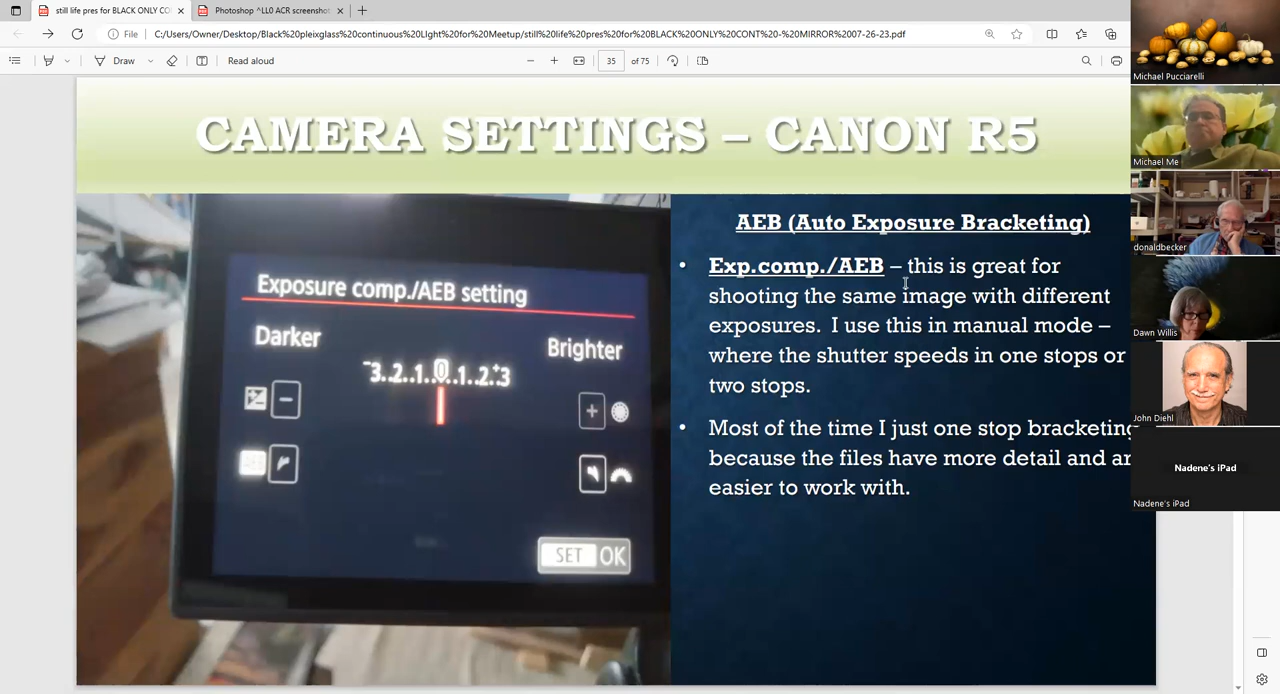 still life pres for BLACK ONLY CO
Photoshop ^LL0 ACR screenshot
File
C:/Users/Owner/Desktop/Black%20pleixglass%20continuous%20LIght%20for%20Meetup/still%20life%20pres%20for%20BLACK%20ONLY%20CONT%20-%20MIRROR%2007-26-23.pdf
Draw
Read aloud
35
of 75
CAMERA SETTINGS – CANON R5
Exposure comp./AEB setting
Darker
Brighter
-3..2..1..0..1..2.+3
AEB
SET OK
AEB (Auto Exposure Bracketing)
• Exp.comp./AEB – this is great for
shooting the same image with different
exposures. I use this in manual mode –
where the shutter speeds in one stops or
two stops.
• Most of the time I just one stop bracketing
because the files have more detail and ar
easier to work with.
Michael Pucciarelli
Michael Me
donaldbecker
Dawn Willis
John Diehl
Nadene's iPad
Nadene's iPad